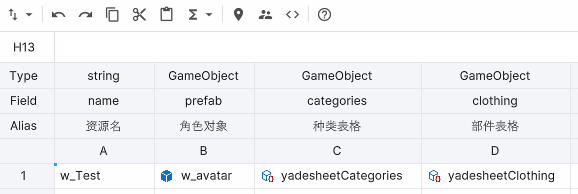 H13
Type string GameObject GameObject GameObject
Field name prefab categories clothing
Alias 资源名 角色对象 种类表格 部件表格
A B C D
1 w_Test w_avatar yadesheetCategories yadesheetClothing